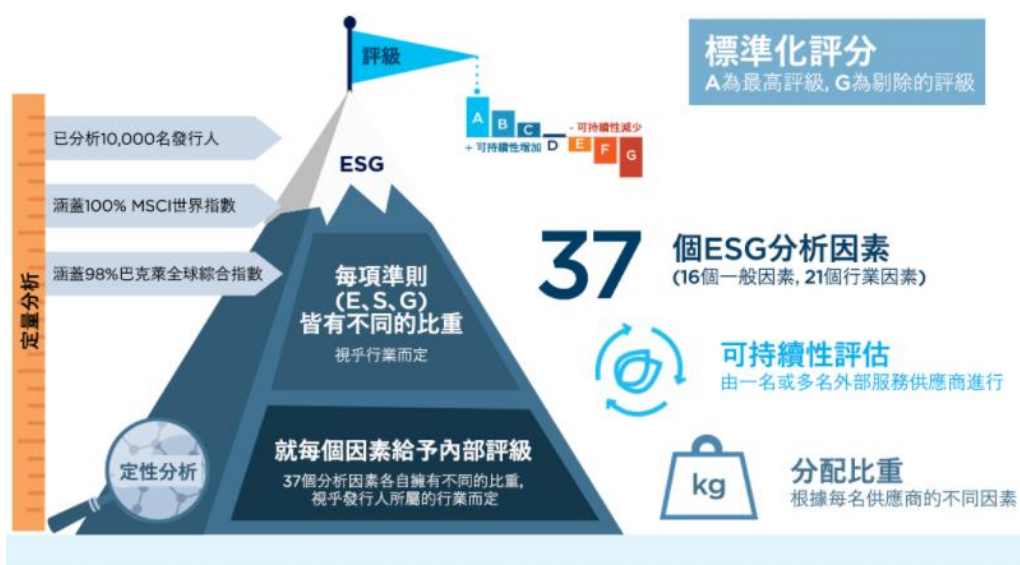 評級
標準化評分
A為最高評級, G為剔除的評級
A
B
C
D
E
F
G
- 可持續性減少
+ 可持續性增加
已分析10,000名發行人
ESG
涵蓋100% MSCI世界指數
涵蓋98%巴克萊全球綜合指數
定量分析
每項準則
(E、S、G)
皆有不同的比重
視乎行業而定
37
個ESG分析因素
(16個一般因素, 21個行業因素)
可持續性評估
由一名或多名外部服務供應商進行
定性分析
就每個因素給予內部評級
37個分析因素各自擁有不同的比重,
視乎發行人所屬的行業而定
kg
分配比重
根據每名供應商的不同因素